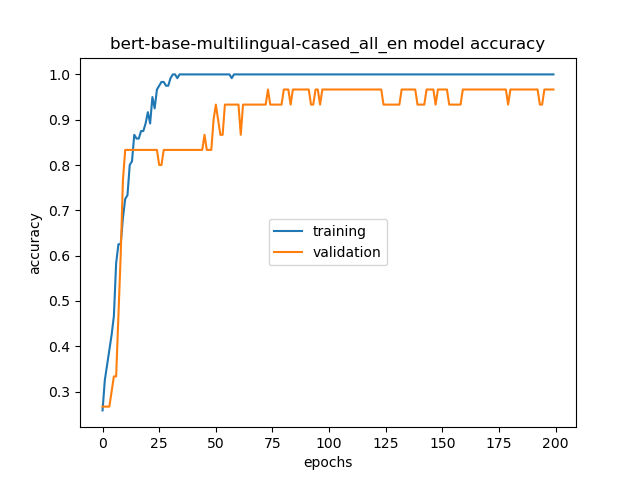 bert-base-multilingual-cased_all_en model accuracy
1.0
0.9
0.8
0.7
0.6
0.5
0.4
0.3
accuracy
training
validation
0 25 50 75 100 125 150 175 200
epochs